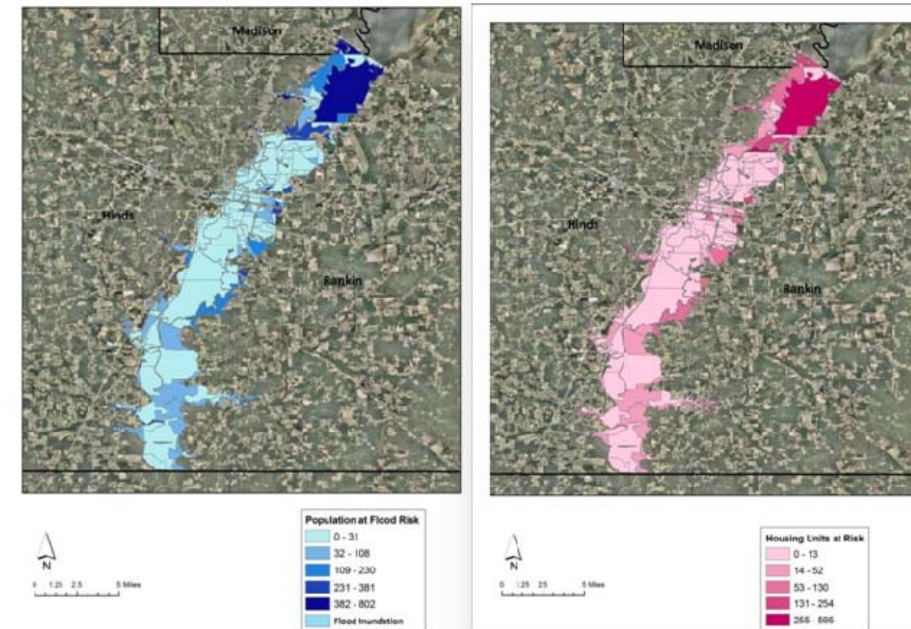 Madison
Hinds
Rankin
N
0 1.25 2.5 5 Miles
Population at Flood Risk
0 - 31
32 - 108
109 - 230
231 - 381
382 - 802
Flood Inundation
Madison
Hinds
Rankin
N
0 1.25 2.5 5 Miles
Housing Units at Risk
0 - 13
14 - 52
53 - 130
131 - 254